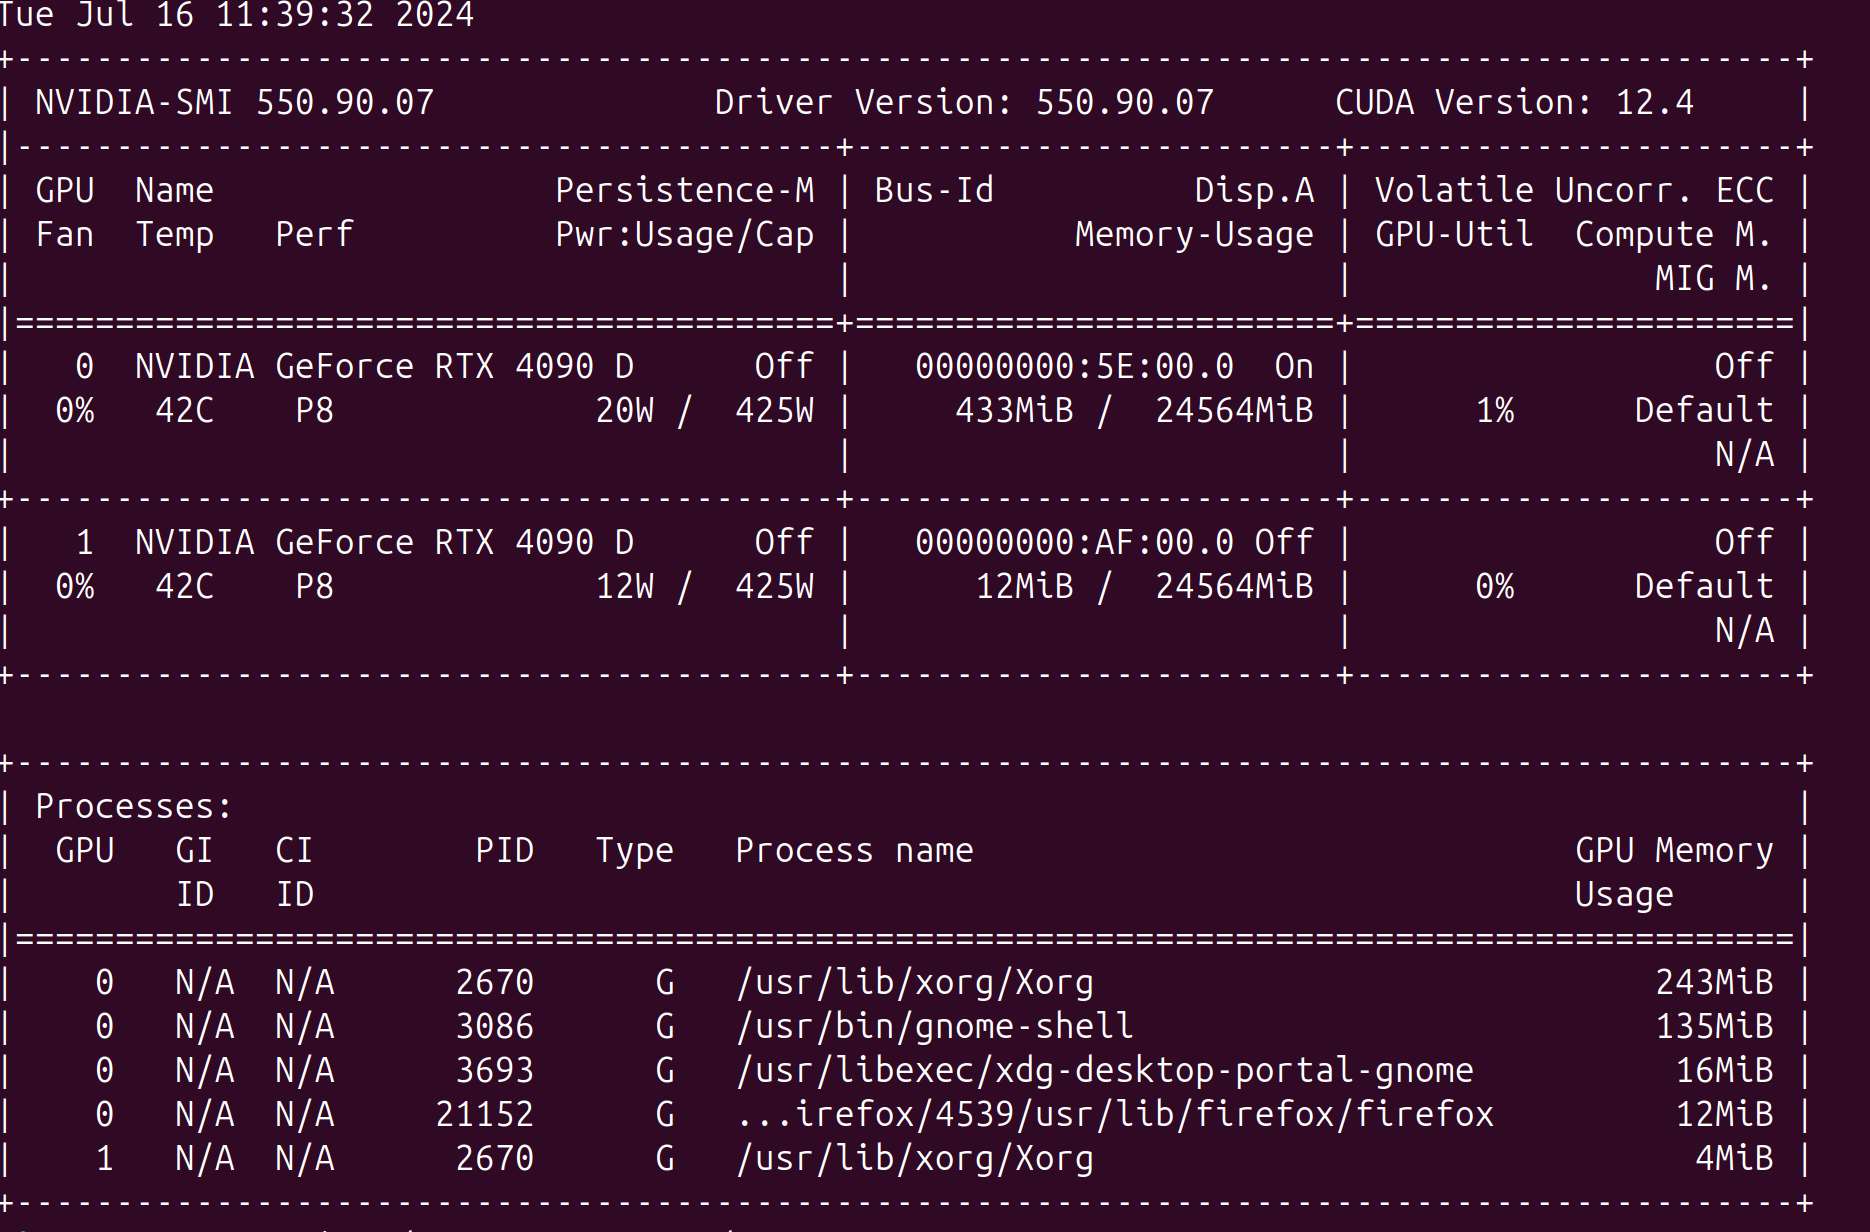 Tue Jul 16 11:39:32 2024
+-----------------------------------------------------------------------------------------+
| NVIDIA-SMI 550.90.07              Driver Version: 550.90.07      CUDA Version: 12.4     |
|-----------------------------------------+------------------------+----------------------+
| GPU  Name                 Persistence-M | Bus-Id          Disp.A | Volatile Uncorr. ECC |
| Fan  Temp   Perf          Pwr:Usage/Cap |           Memory-Usage | GPU-Util  Compute M. |
|                                         |                        |               MIG M. |
|=========================================+========================+======================|
|   0  NVIDIA GeForce RTX 4090 D      Off |   00000000:5E:00.0  On |                  Off |
|  0%   42C    P8             20W /  425W |     433MiB /  24564MiB |      1%      Default |
|                                         |                        |                  N/A |
+-----------------------------------------+------------------------+----------------------+
|   1  NVIDIA GeForce RTX 4090 D      Off |   00000000:AF:00.0 Off |                  Off |
|  0%   42C    P8             12W /  425W |      12MiB /  24564MiB |      0%      Default |
|                                         |                        |                  N/A |
+-----------------------------------------+------------------------+----------------------+

+-----------------------------------------------------------------------------------------+
| Processes:                                                                              |
|  GPU   GI   CI        PID   Type   Process name                              GPU Memory |
|        ID   ID                                                               Usage      |
|=========================================================================================|
|    0   N/A  N/A      2670      G   /usr/lib/xorg/Xorg                            243MiB |
|    0   N/A  N/A      3086      G   /usr/bin/gnome-shell                          135MiB |
|    0   N/A  N/A      3693      G   /usr/libexec/xdg-desktop-portal-gnome          16MiB |
|    0   N/A  N/A     21152      G   ...irefox/4539/usr/lib/firefox/firefox         12MiB |
|    1   N/A  N/A      2670      G   /usr/lib/xorg/Xorg                              4MiB |
+-----------------------------------------------------------------------------------------+